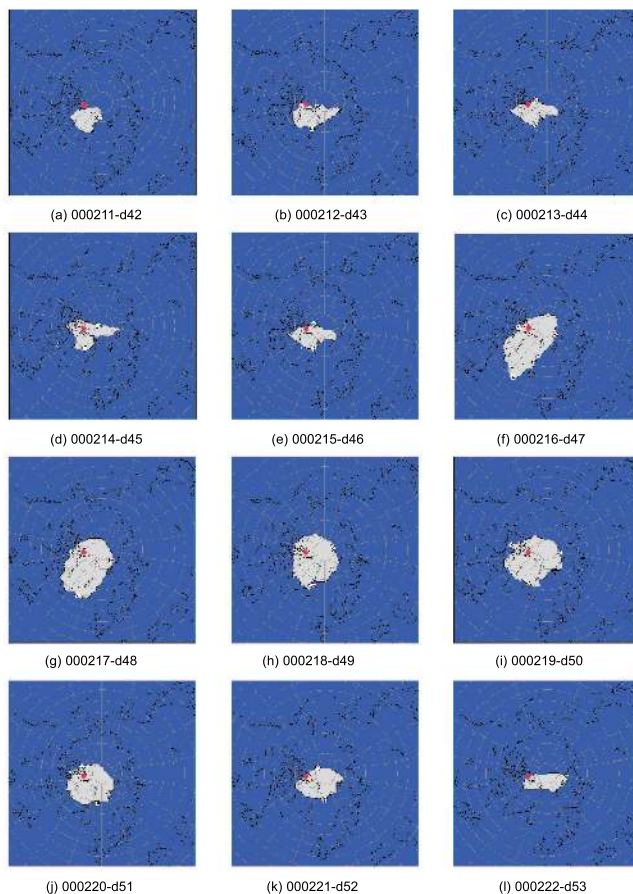 (a) 000211-d42
(b) 000212-d43
(c) 000213-d44
(d) 000214-d45
(e) 000215-d46
(f) 000216-d47
(g) 000217-d48
(h) 000218-d49
(i) 000219-d50
(j) 000220-d51
(k) 000221-d52
(l) 000222-d53